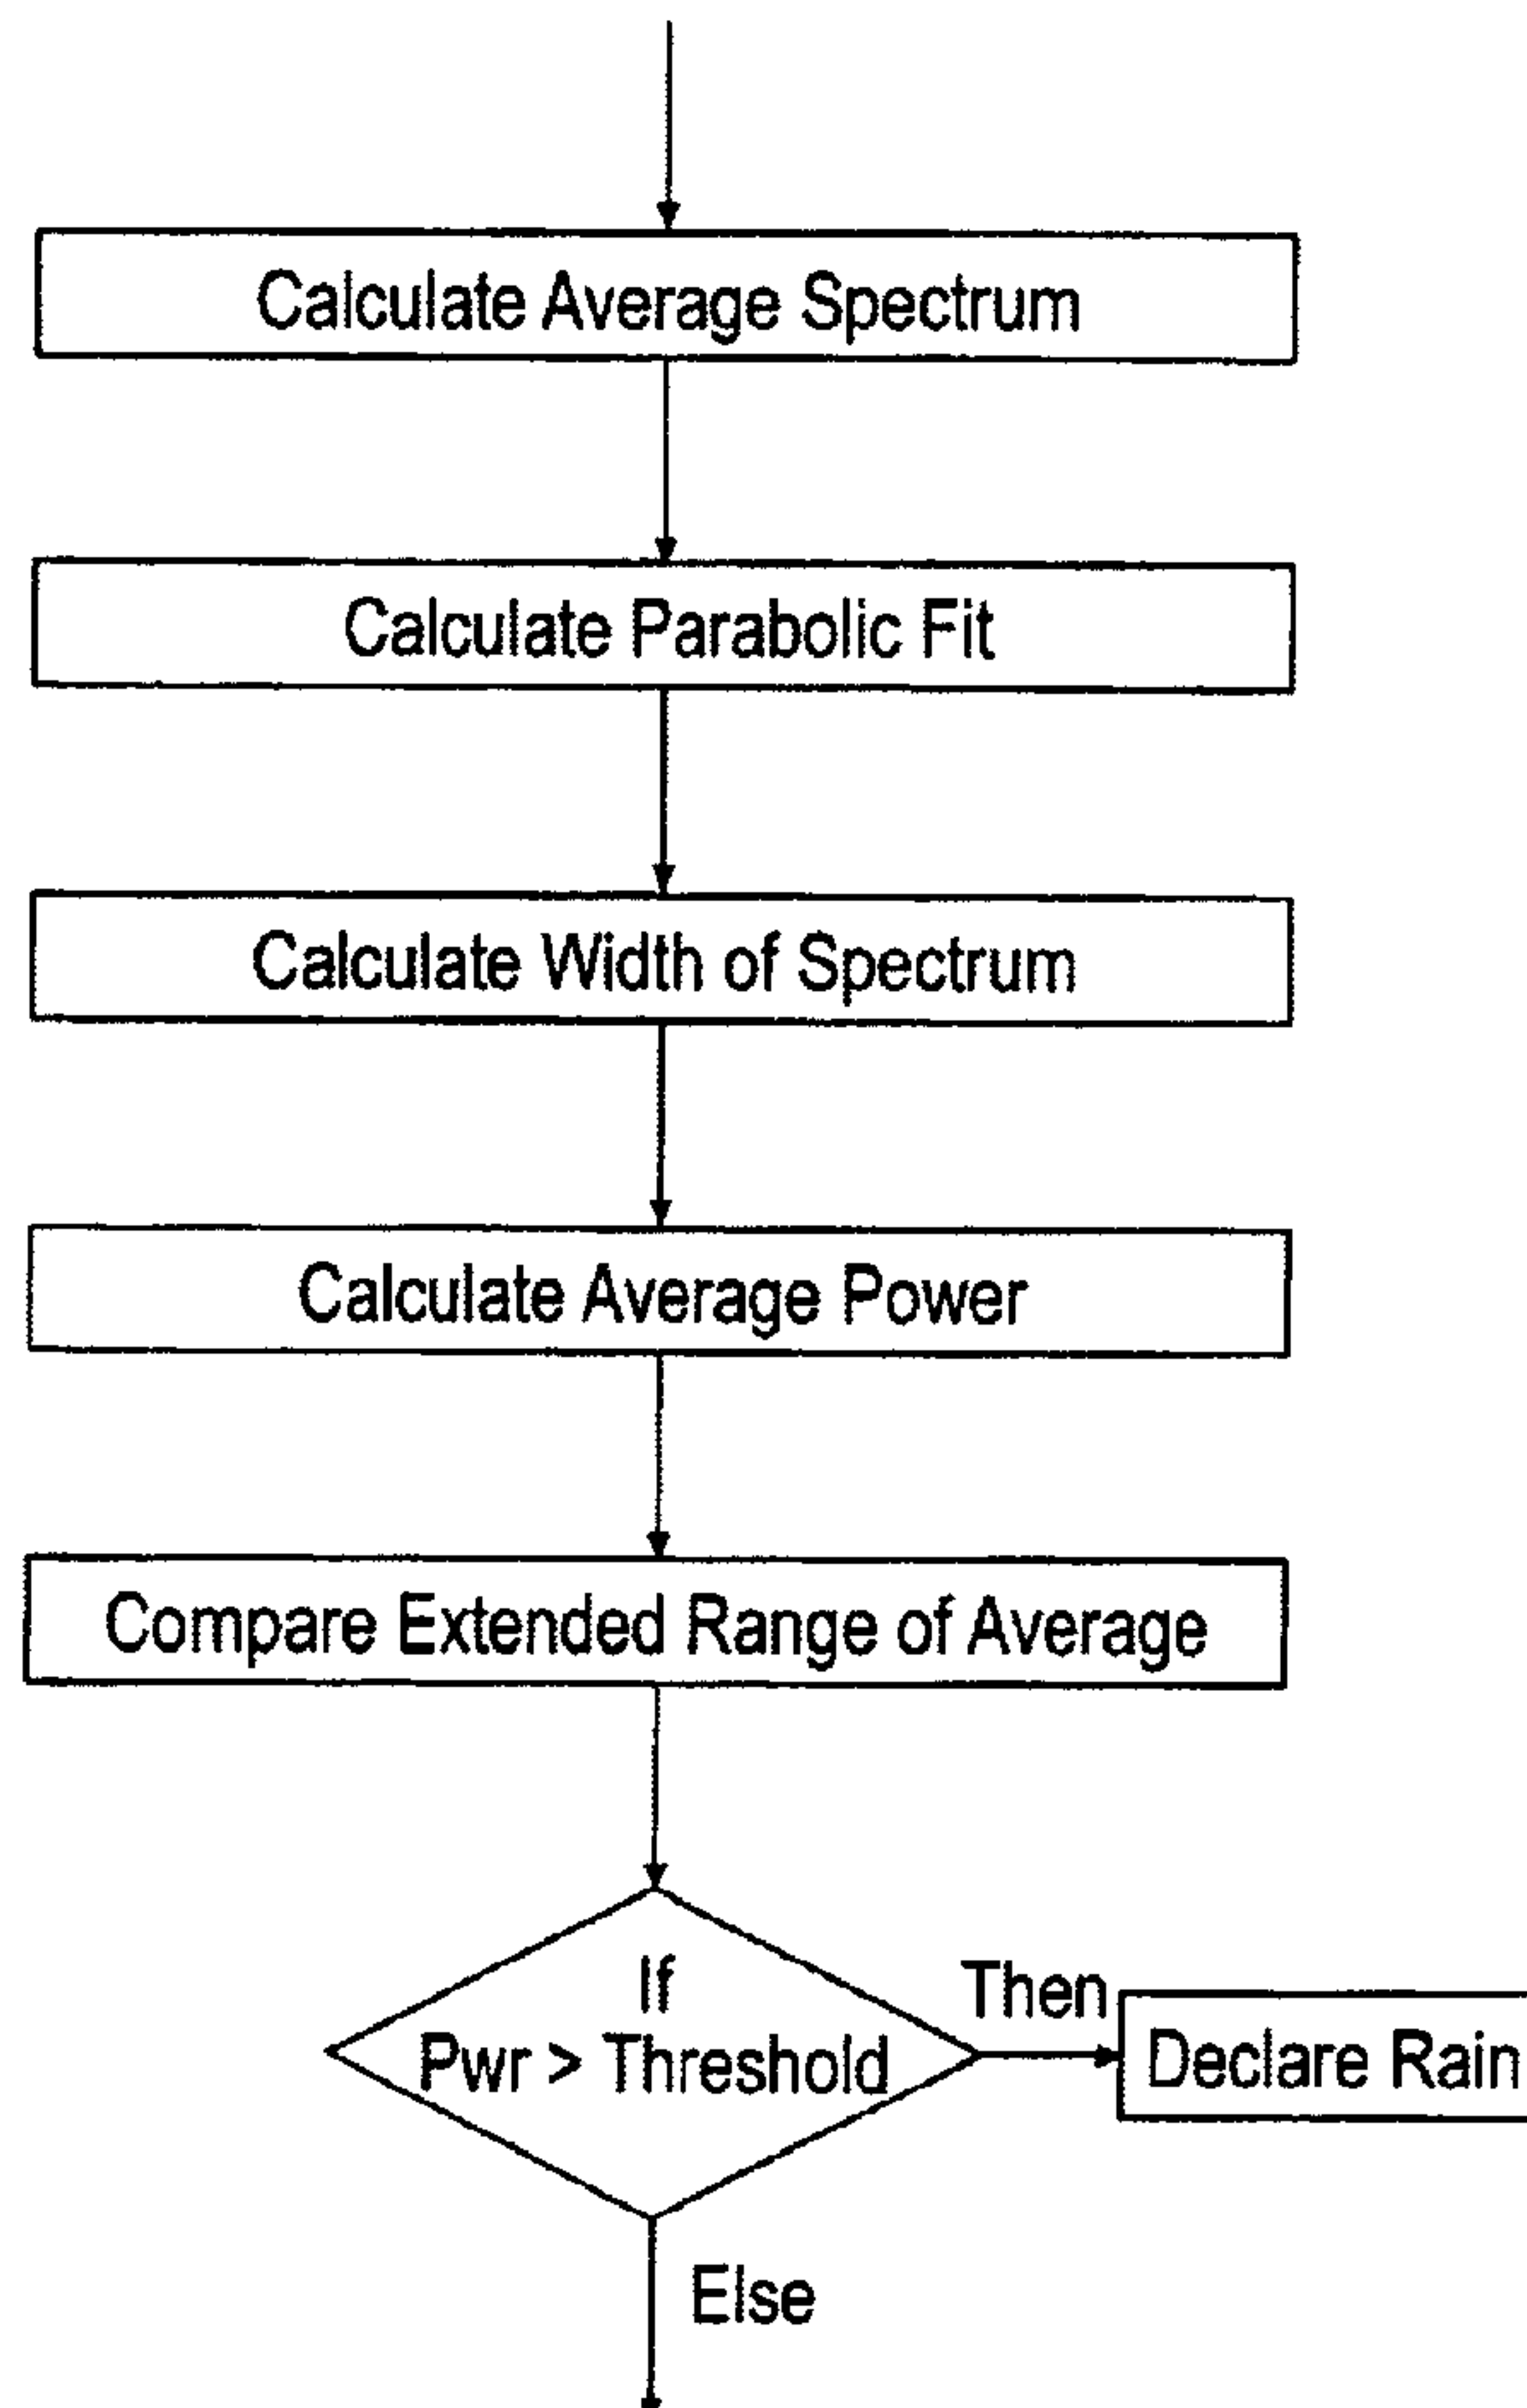 Calculate Average Spectrum
Calculate Parabolic Fit
Calculate Width of Spectrum
Calculate Average Power
Compare Extended Range of Average
If
Pwr > Threshold
Then
Declare Rain
Else